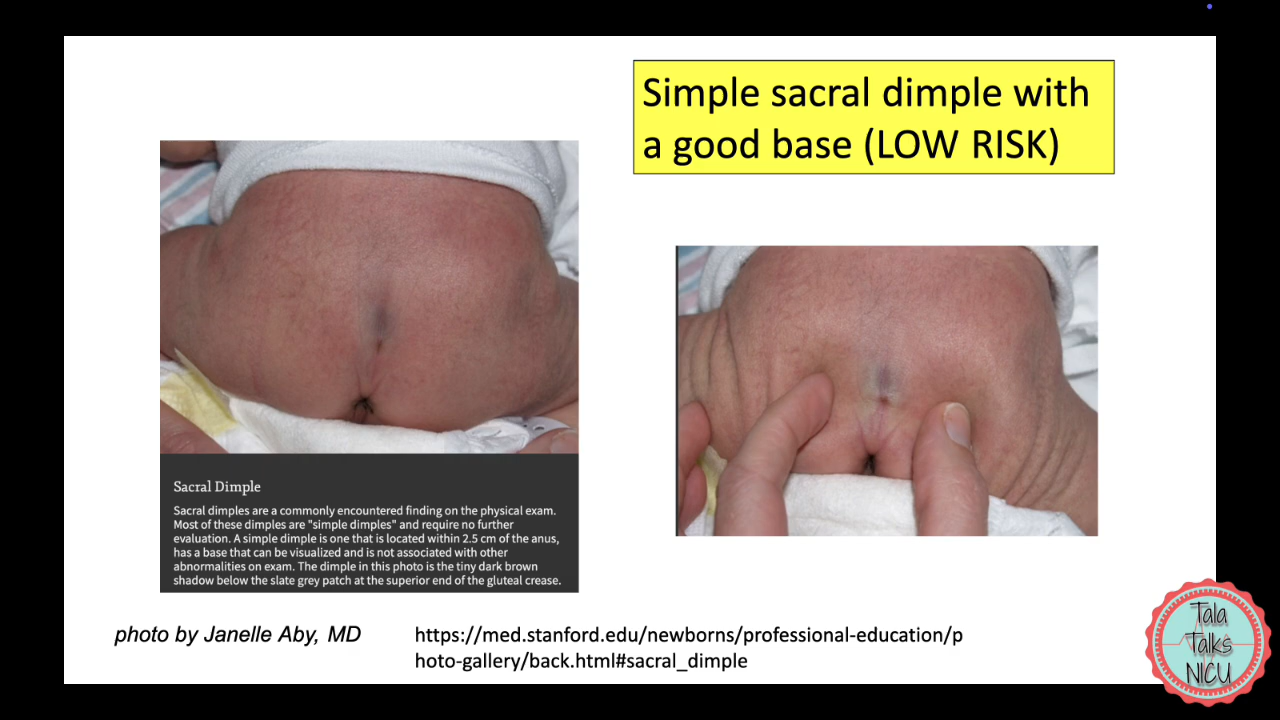 Simple sacral dimple with
a good base (LOW RISK)
Sacral Dimple
Sacral dimples are a commonly encountered finding on the physical exam.
Most of these dimples are "simple dimples" and require no further
evaluation. A simple dimple is one that is located within 2.5 cm of the anus,
has a base that can be visualized and is not associated with other
abnormalities on exam. The dimple in this photo is the tiny dark brown
shadow below the slate grey patch at the superior end of the gluteal crease.
photo by Janelle Aby, MD
https://med.stanford.edu/newborns/professional-education/p
hoto-gallery/back.html#sacral_dimple
Tala
Talks
NICU